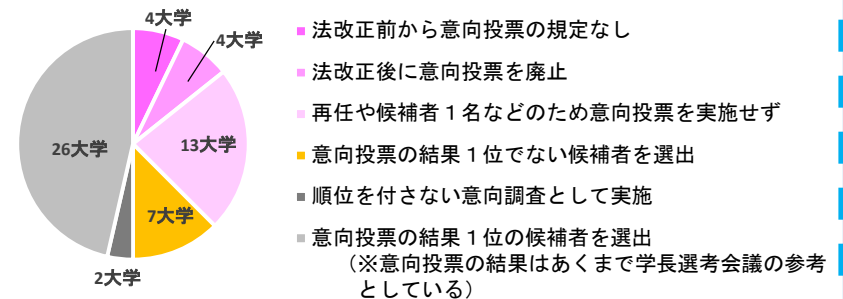 4大学
4大学
13大学
26大学
7大学
2大学
法改正前から意向投票の規定なし
法改正後に意向投票を廃止
再任や候補者１名などのため意向投票を実施せず
意向投票の結果１位でない候補者を選出
順位を付さない意向調査として実施
意向投票の結果１位の候補者を選出
（※意向投票の結果はあくまで学長選考会議の参考
としている）